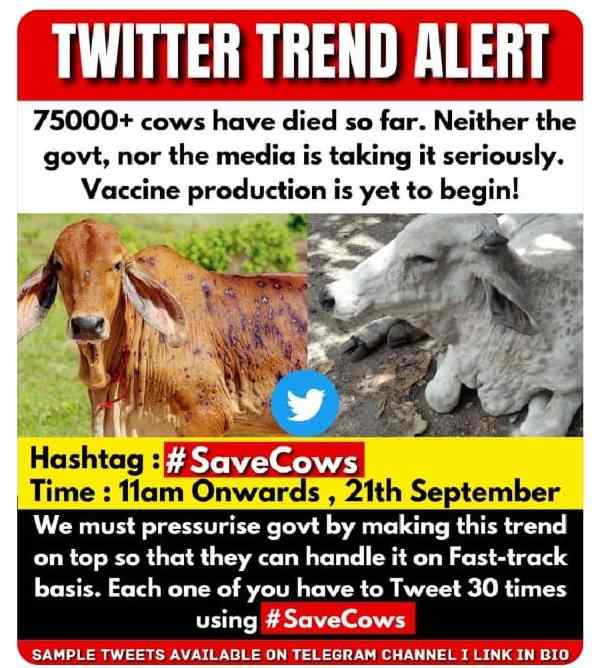 TWITTER TREND ALERT
75000+ cows have died so far. Neither the
govt, nor the media is taking it seriously.
Vaccine production is yet to begin!
Hashtag : #SaveCows
Time : 11am Onwards , 21th September
We must pressurise govt by making this trend
on top so that they can handle it on Fast-track
basis. Each one of you have to Tweet 30 times
using #SaveCows
SAMPLE TWEETS AVAILABLE ON TELEGRAM CHANNEL I LINK IN BIO